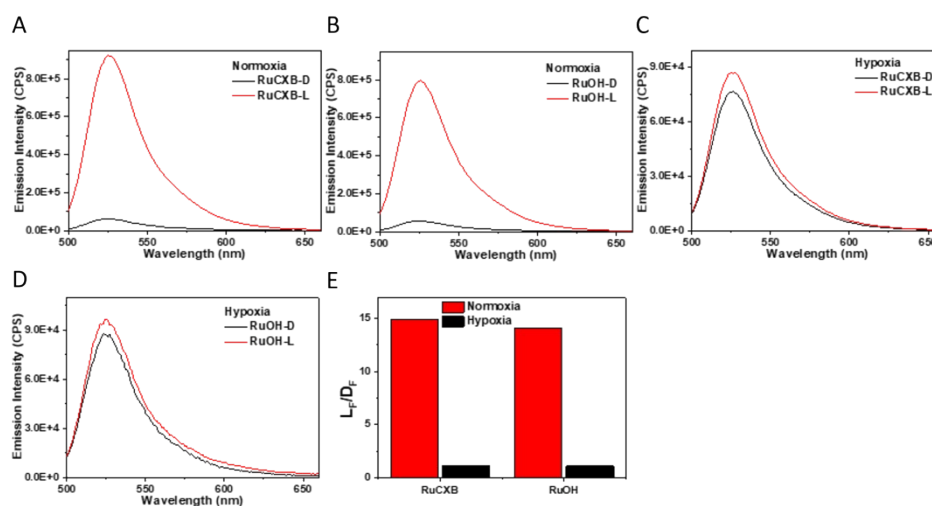 A
Normoxia
RuCXB-D
RuCXB-L
Emission Intensity (CPS)
8.0E+5
6.0E+5
4.0E+5
2.0E+5
0.0E+0
500
550
600
650
Wavelength (nm)
B
Normoxia
RuOH-D
RuOH-L
Emission Intensity (CPS)
8.0E+5
6.0E+5
4.0E+5
2.0E+5
0.0E+0
500
550
600
650
Wavelength (nm)
C
Hypoxia
RuCXB-D
RuCXB-L
Emission Intensity (CPS)
9.0E+4
6.0E+4
3.0E+4
0.0E+0
500
550
600
650
Wavelength (nm)
D
Hypoxia
RuOH-D
RuOH-L
Emission Intensity (CPS)
9.0E+4
6.0E+4
3.0E+4
0.0E+0
500
550
600
650
Wavelength (nm)
E
Normoxia
Hypoxia
L_F/D_F
15
10
5
0
RuCXB
RuOH